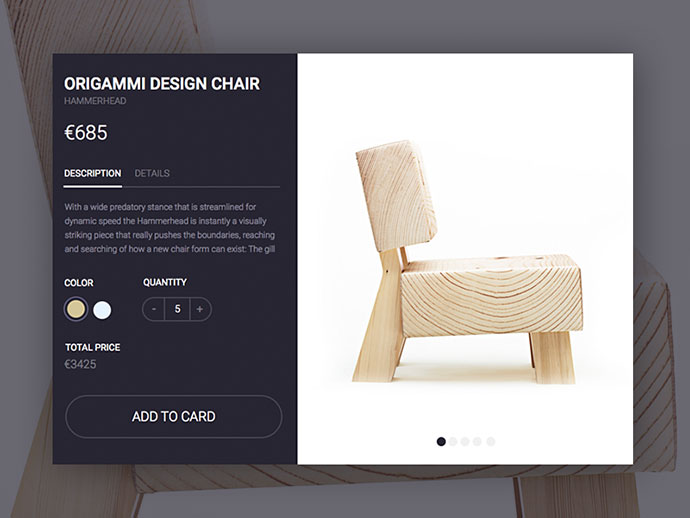 ORIGAMMI DESIGN CHAIR
HAMMERHEAD
€685
DESCRIPTION DETAILS
With a wide predatory stance that is streamlined for
dynamic speed the Hammerhead is instantly a visually
striking piece that really pushes the boundaries, reaching
and searching of how a new chair form can exist: The gill
COLOR QUANTITY
- 5 +
TOTAL PRICE
€3425
ADD TO CARD